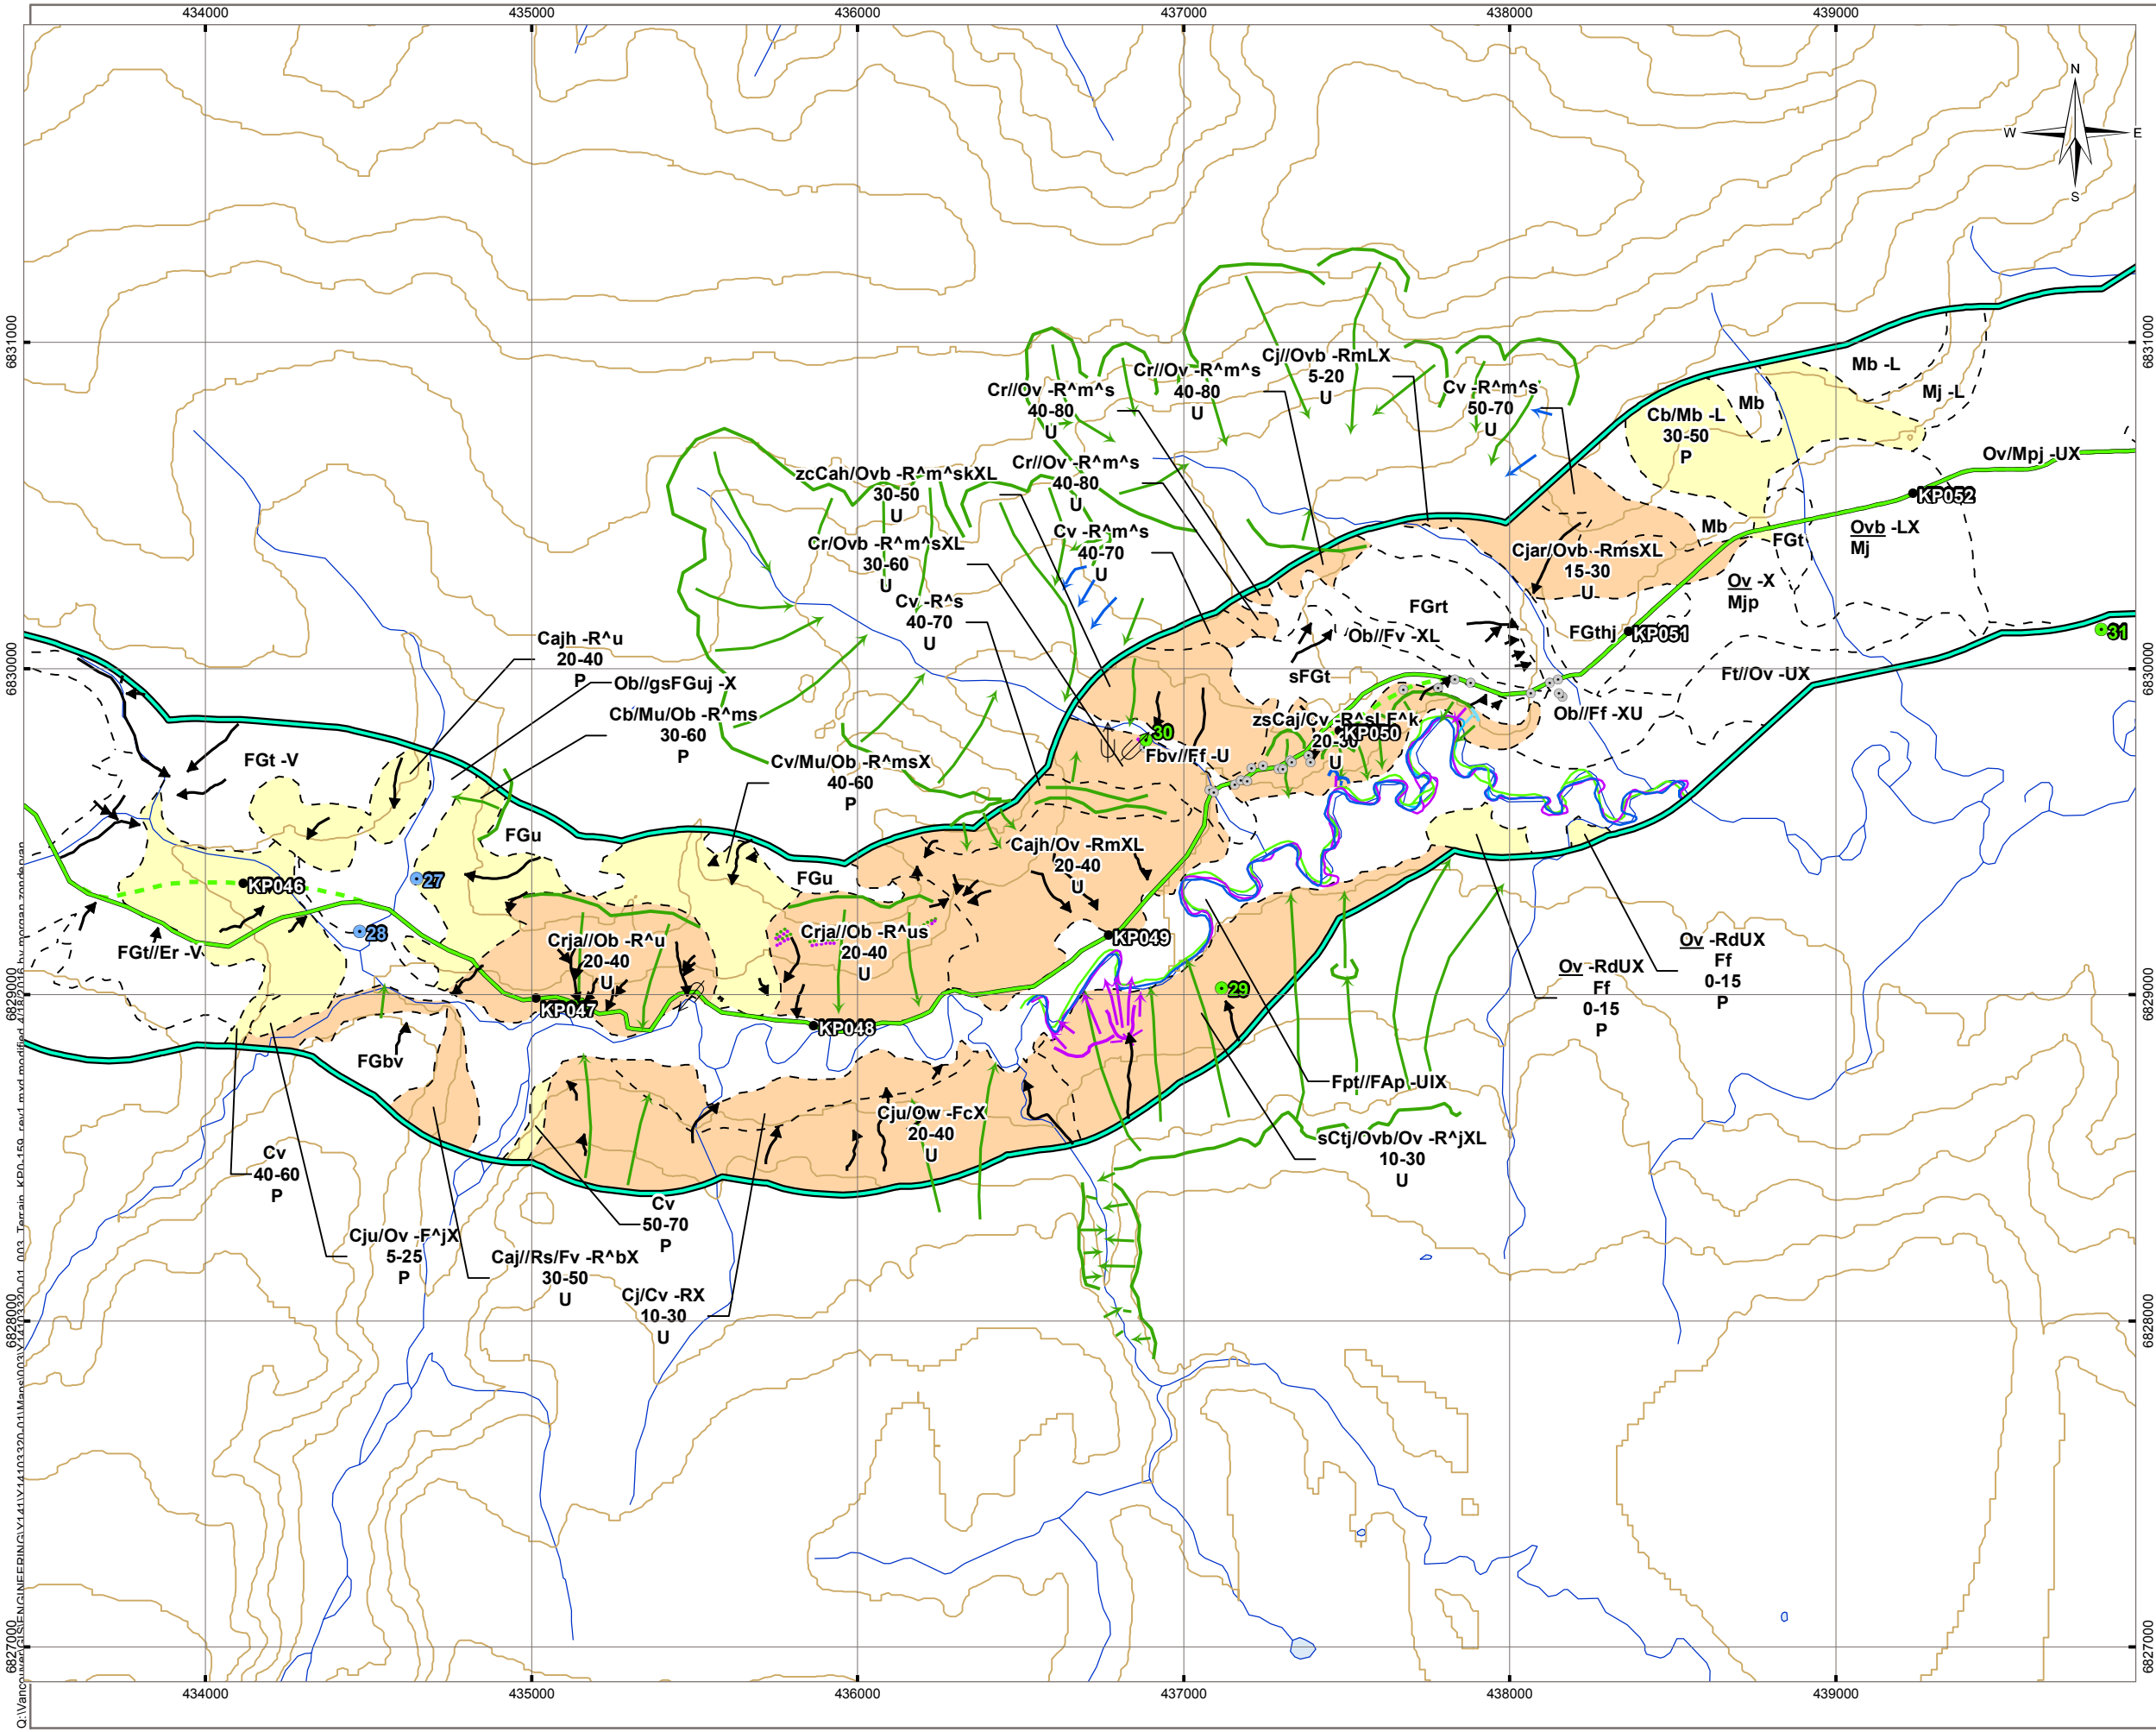 434000
435000
436000
437000
438000
439000
N
W
E
S
6831000
6831000
Mb -L
Mj -L
Cj//Ovb -RmLX
5-20
U
Cr//Ov -R^m^s
40-80
U
Cr//Ov -R^m^s
40-80
U
Cv -R^m^s
50-70
U
Mb
Cb/Mb -L
30-50
P
Ov/Mpj -UX
Cr//Ov -R^m^s
40-80
U
zcCah/Ovb -R^m^skXL
30-50
U
KP052
Mb
FGt
Ovb -LX
Mj
Cv -R^m^s
40-70
U
Cr/Ovb -R^m^sXL
30-60
U
Cjar/Ovb -RmsXL
15-30
U
Ov -X
Mjp
Cv -R^s
40-70
U
FGrt
FGthj
KP051
31
Ob//Fv -XL
Cajh -R^u
20-40
P
6830000
6830000
Ob//gsFGuj -X
sFGt
Ft//Ov -UX
Cb/Mu/Ob -R^ms
30-60
P
Ob//Ff -XU
zsCaj/Cv -R^sLF^k
20-30
U
KP050
30
Fbv//Ff -U
FGt -V
Cv/Mu/Ob -R^msX
40-60
P
FGu
Cajh/Ov -RmXL
20-40
U
FGu
27
KP046
28
Crja//Ob -R^us
20-40
U
KP049
Crja//Ob -R^u
20-40
U
FGt//Er -V
Ov -RdUX
Ff
0-15
P
Ov -RdUX
Ff
0-15
P
29
6829000
6829000
KP047
KP048
FGbv
Fpt//FAp -UIX
Cju/Ow -FcX
20-40
U
sCtj/Ovb/Ov -R^jXL
10-30
U
Cv
40-60
P
Cv
50-70
P
Cju/Ov -F^jX
5-25
P
Caj//Rs/Fv -R^bX
30-50
U
Cj/Cv -RX
10-30
U
6828000
6828000
6827000
6827000
434000
435000
436000
437000
438000
439000